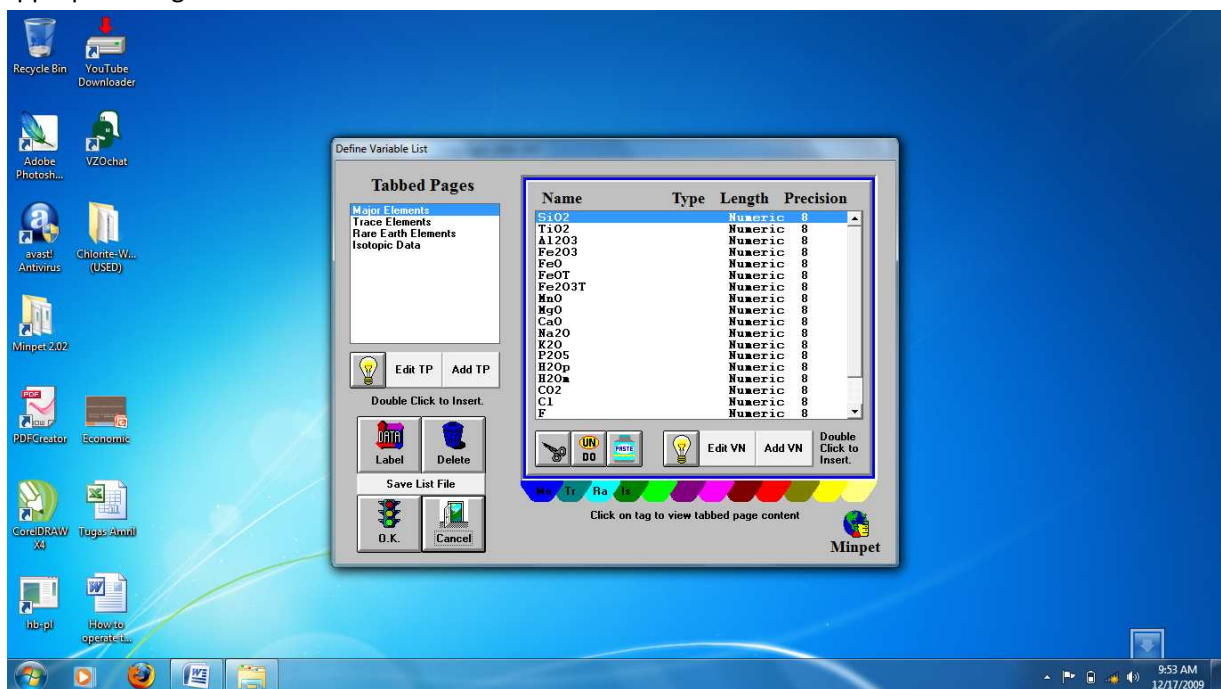 Recycle Bin
YouTube
Downloader
Adobe
Photosh...
VZOchat
avast!
Antivirus
Chlorite-W...
(USED)
Minpet 2.02
PDF
PDFCreator
Economic
CorelDRAW
X4
Tugas Amril
hb-pl
How to
operate t...
Define Variable List
Tabbed Pages
Major Elements
Trace Elements
Rare Earth Elements
Isotopic Data
Edit TP
Add TP
Double Click to Insert.
DATA
Label
Delete
Save List File
O.K.
Cancel
Name Type Length Precision
SiO2 Numeric 8
TiO2 Numeric 8
Al2O3 Numeric 8
Fe2O3 Numeric 8
FeO Numeric 8
FeOT Numeric 8
Fe2O3T Numeric 8
MnO Numeric 8
MgO Numeric 8
CaO Numeric 8
Na2O Numeric 8
K2O Numeric 8
P2O5 Numeric 8
H2Op Numeric 8
H2Om Numeric 8
CO2 Numeric 8
Cl Numeric 8
F Numeric 8
UN
DO
PASTE
Edit VN
Add VN
Double
Click to
Insert.
Tr Ra Is
Click on tag to view tabbed page content
Minpet
9:53 AM
12/17/2009